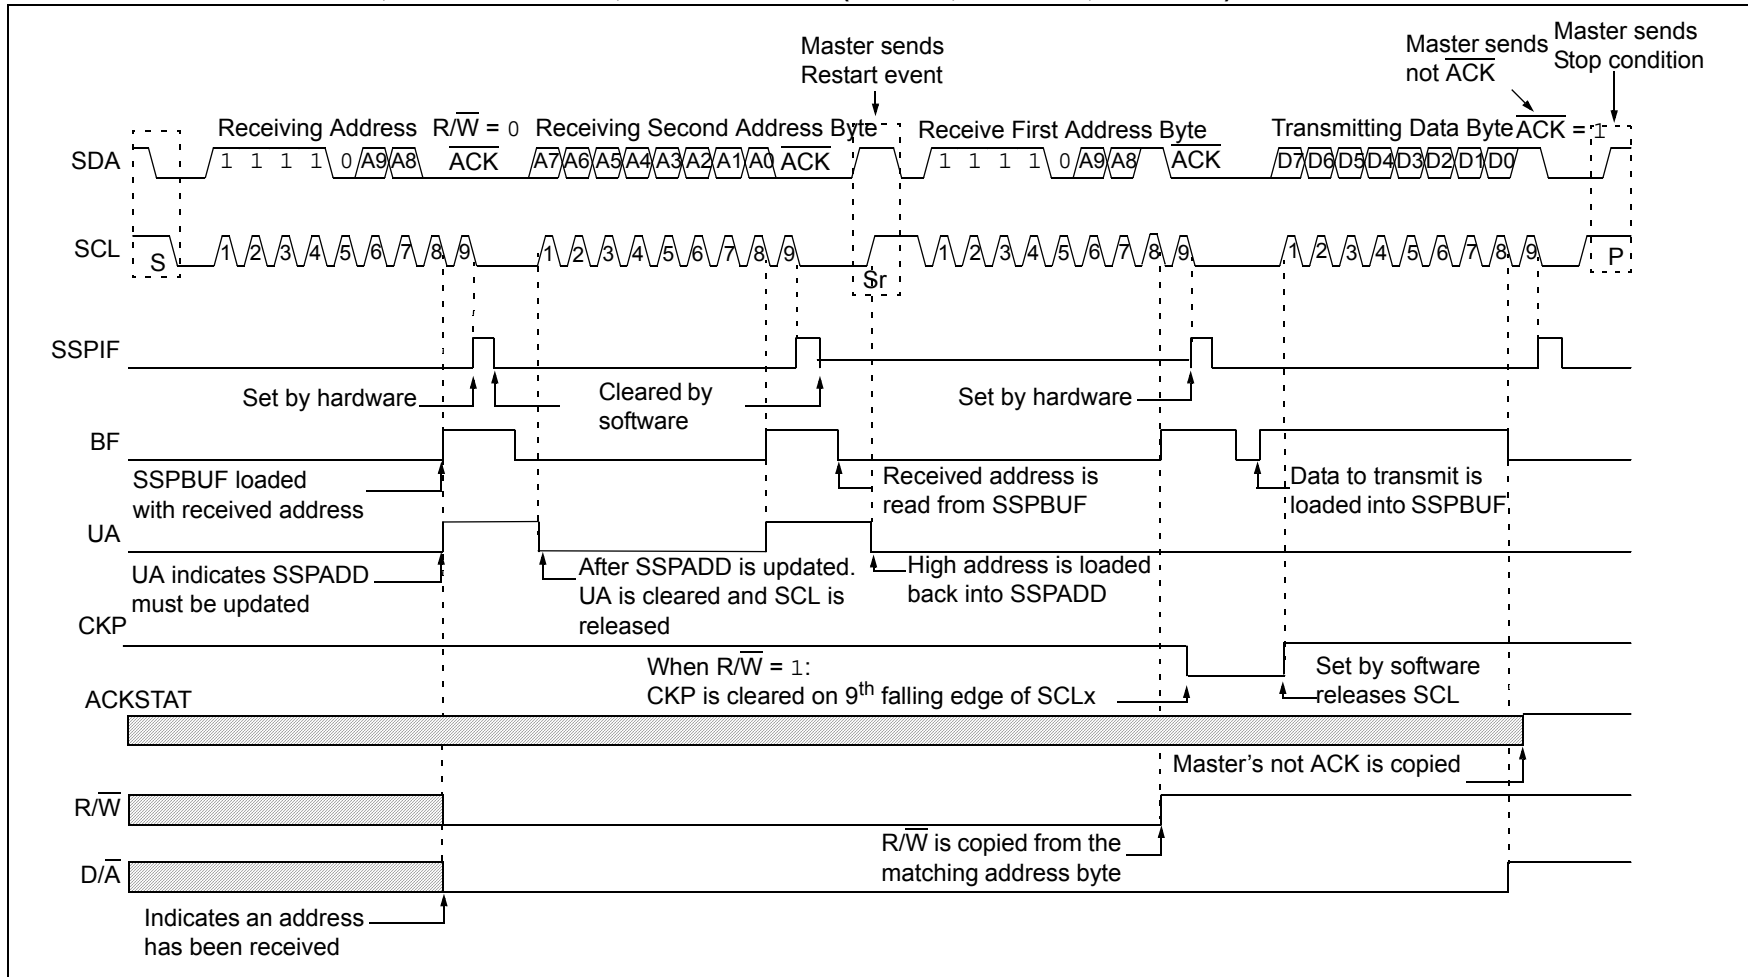 Master sends
Restart event
Master sends
not ACK
Master sends
Stop condition
Receiving Address R/W = 0 Receiving Second Address Byte Receive First Address Byte Transmitting Data Byte ACK = 1
SDA 1 1 1 1 0 A9 A8 ACK A7 A6 A5 A4 A3 A2 A1 A0 ACK 1 1 1 1 0 A9 A8 ACK D7 D6 D5 D4 D3 D2 D1 D0
SCL S 1 2 3 4 5 6 7 8 9 1 2 3 4 5 6 7 8 9 Sr 1 2 3 4 5 6 7 8 9 1 2 3 4 5 6 7 8 9 P
SSPIF
Set by hardware
Cleared by
software
Set by hardware
BF
SSPBUF loaded
with received address
Received address is
read from SSPBUF
Data to transmit is
loaded into SSPBUF
UA
UA indicates SSPADD
must be updated
After SSPADD is updated.
UA is cleared and SCL is
released
High address is loaded
back into SSPADD
CKP
When R/W = 1:
CKP is cleared on 9th falling edge of SCLx
Set by software
releases SCL
ACKSTAT
Master's not ACK is copied
R/W
R/W is copied from the
matching address byte
D/A
Indicates an address
has been received